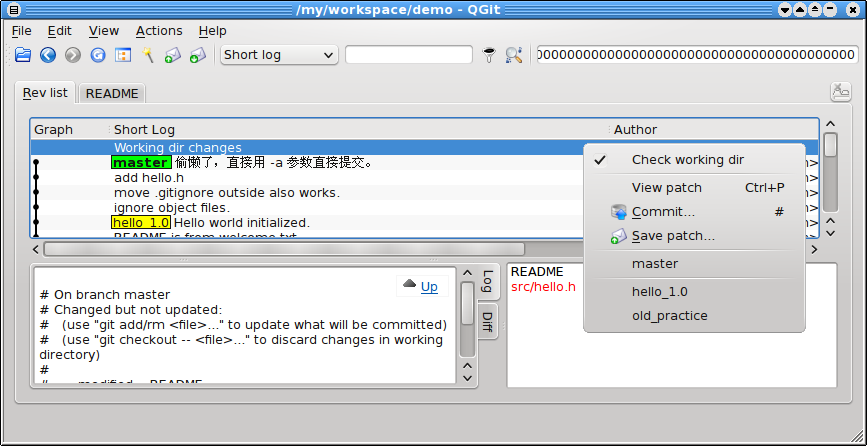 /my/workspace/demo - QGit
File Edit View Actions Help
Short log
Rev list README
Graph Short Log Author
Working dir changes
master 偷懒了，直接用 -a 参数直接提交。
add hello.h
move .gitignore outside also works.
ignore object files.
hello_1.0 Hello world initialized.
README is from welcome.txt
Check working dir
View patch Ctrl+P
Commit... #
Save patch...
master
hello_1.0
old_practice
Up
# On branch master
# Changed but not updated:
#   (use "git add/rm <file>..." to update what will be committed)
#   (use "git checkout -- <file>..." to discard changes in working
directory)
#
# modified: README
Log
Diff
README
src/hello.h